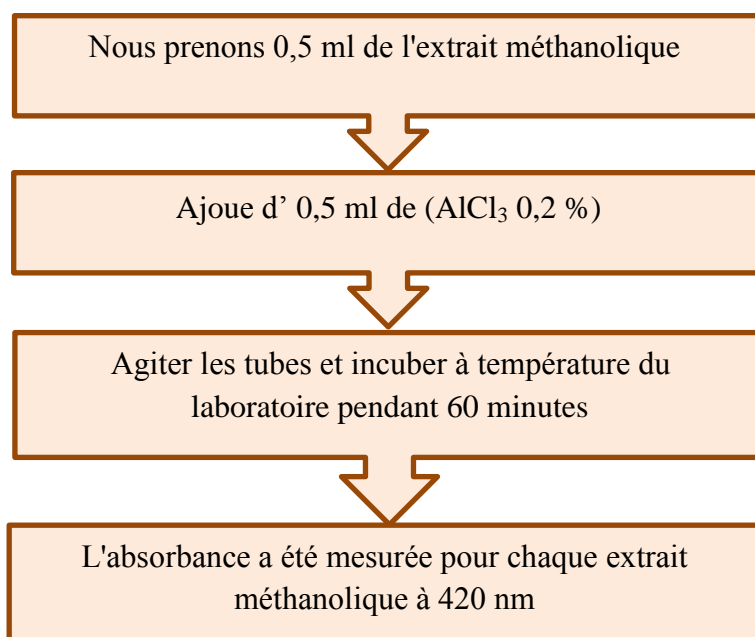 Nous prenons 0,5 ml de l'extrait méthanolique
Ajoue d’ 0,5 ml de (AlCl₃ 0,2 %)
Agiter les tubes et incuber à température du
laboratoire pendant 60 minutes
L'absorbance a été mesurée pour chaque extrait
méthanolique à 420 nm